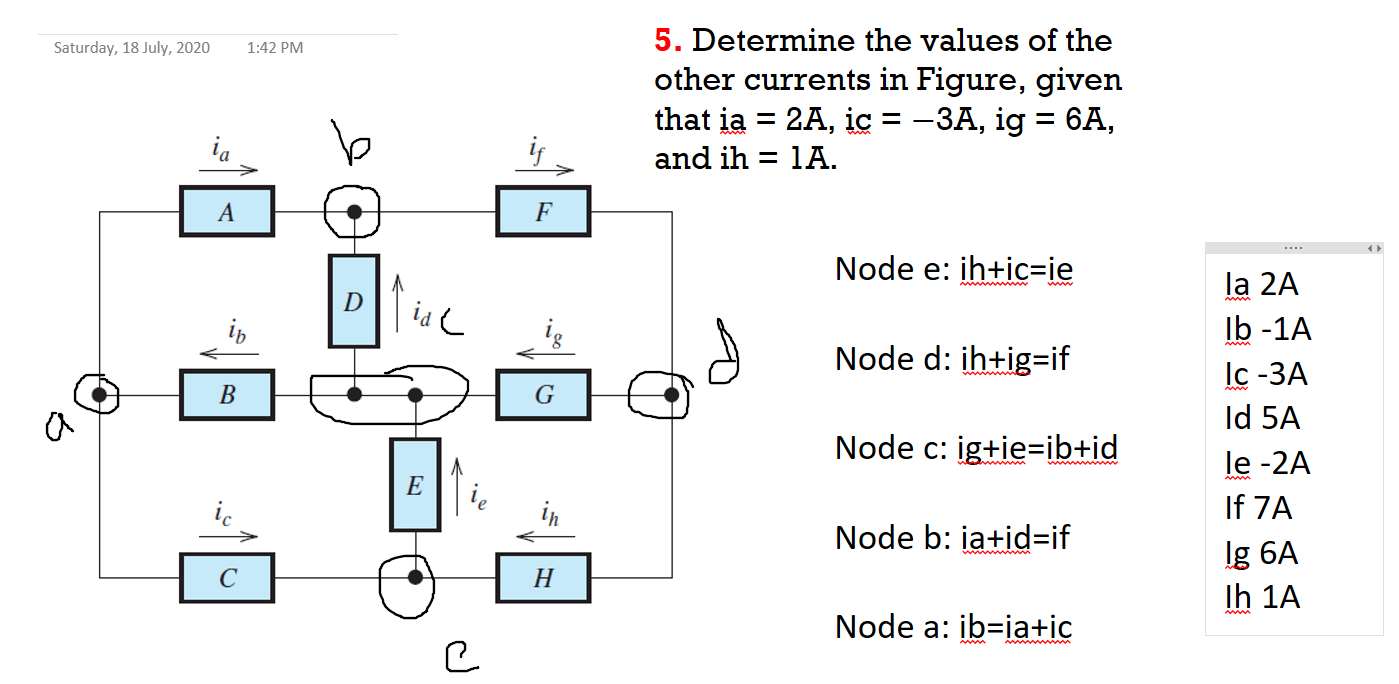 Saturday, 18 July, 2020 1:42 PM
5. Determine the values of the
other currents in Figure, given
that ia = 2A, ic = −3A, ig = 6A,
and ih = 1A.
b
ia
if
A
F
D
id
c
ib
ig
d
B
G
a
E
ie
ic
ih
C
H
e
Node e: ih+ic=ie
Node d: ih+ig=if
Node c: ig+ie=ib+id
Node b: ia+id=if
Node a: ib=ia+ic
Ia 2A
Ib -1A
Ic -3A
Id 5A
Ie -2A
If 7A
Ig 6A
Ih 1A